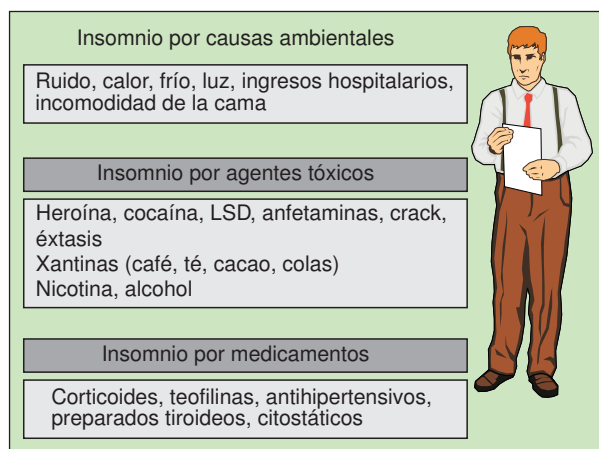 Insomnio por causas ambientales
Ruido, calor, frío, luz, ingresos hospitalarios,
incomodidad de la cama
Insomnio por agentes tóxicos
Heroína, cocaína, LSD, anfetaminas, crack,
éxtasis
Xantinas (café, té, cacao, colas)
Nicotina, alcohol
Insomnio por medicamentos
Corticoides, teofilinas, antihipertensivos,
preparados tiroideos, citostáticos